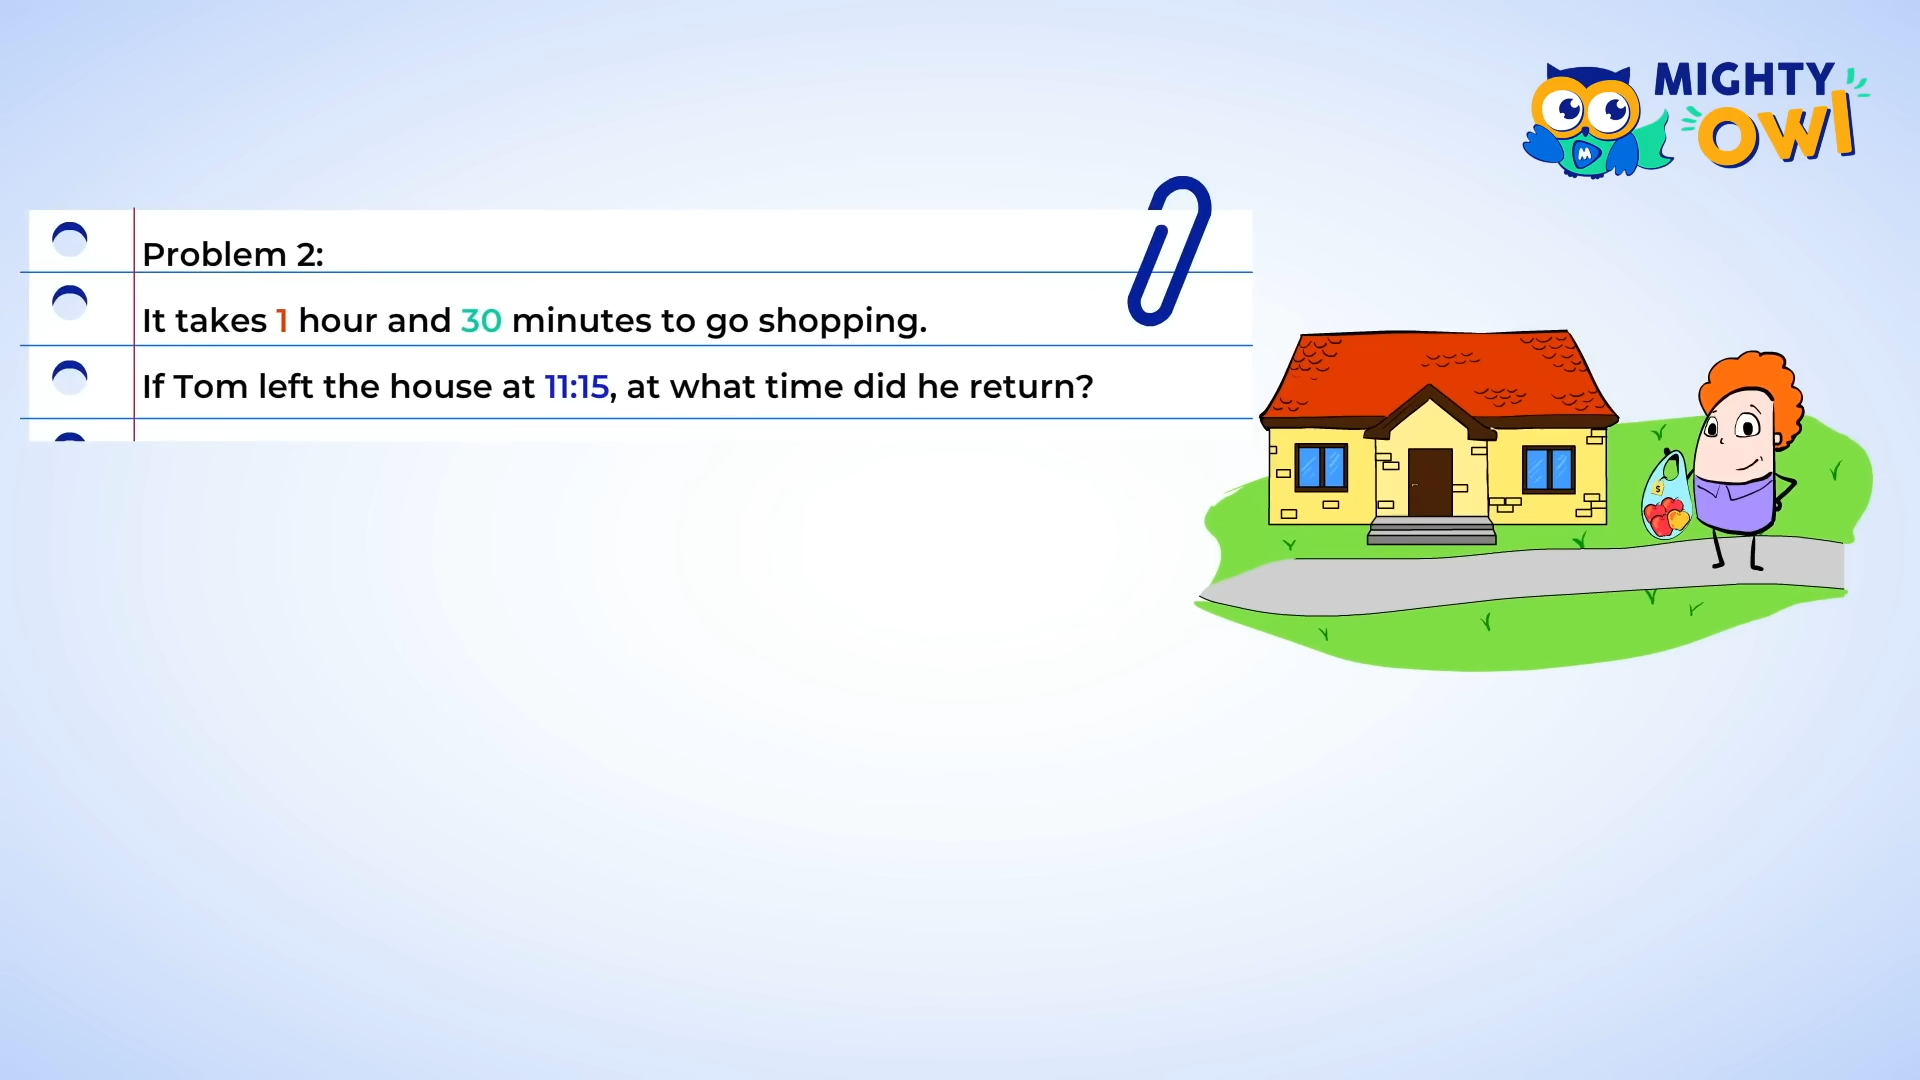 MIGHTY
OWl
M
Problem 2:
It takes 1 hour and 30 minutes to go shopping.
If Tom left the house at 11:15, at what time did he return?
$